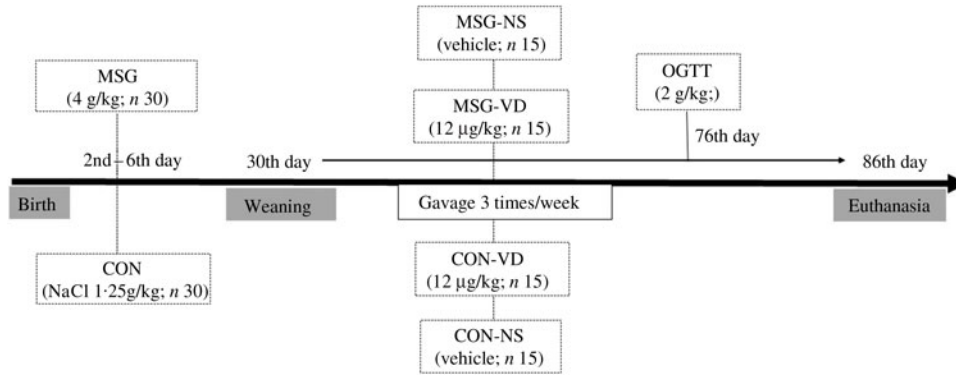 MSG-NS
(vehicle; n 15)
MSG
(4 g/kg; n 30)
OGTT
(2 g/kg;)
MSG-VD
(12 µg/kg; n 15)
76th day
2nd – 6th day
30th day
86th day
Birth
Weaning
Gavage 3 times/week
Euthanasia
CON
(NaCl 1·25g/kg; n 30)
CON-VD
(12 µg/kg; n 15)
CON-NS
(vehicle; n 15)